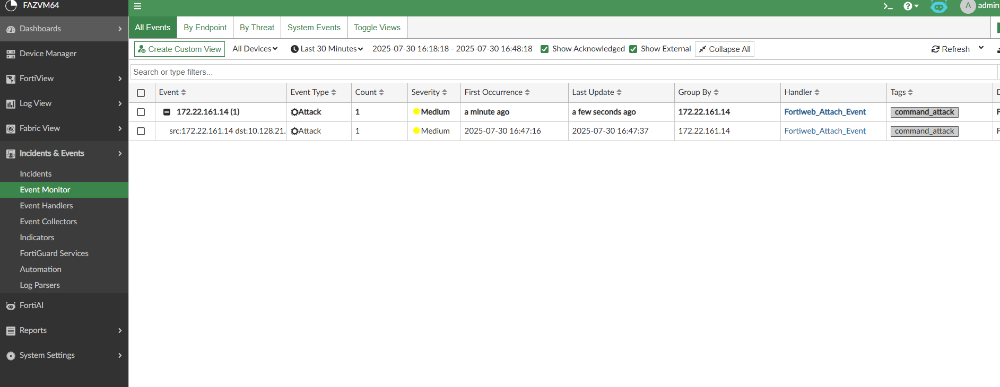 FAZVM64
admin
Dashboards
Device Manager
FortiView
Log View
Fabric View
Incidents & Events
Incidents
Event Monitor
Event Handlers
Event Collectors
Indicators
FortiGuard Services
Automation
Log Parsers
FortiAI
Reports
System Settings
All Events By Endpoint By Threat System Events Toggle Views
Create Custom View All Devices Last 30 Minutes 2025-07-30 16:18:18 - 2025-07-30 16:48:18 Show Acknowledged Show External Collapse All Refresh
Search or type filters...
Event Event Type Count Severity First Occurrence Last Update Group By Handler Tags
172.22.161.14 (1) Attack 1 Medium a minute ago a few seconds ago 172.22.161.14 Fortiweb_Attach_Event command_attack
src:172.22.161.14 dst:10.128.21. Attack 1 Medium 2025-07-30 16:47:16 2025-07-30 16:47:37 172.22.161.14 Fortiweb_Attach_Event command_attack